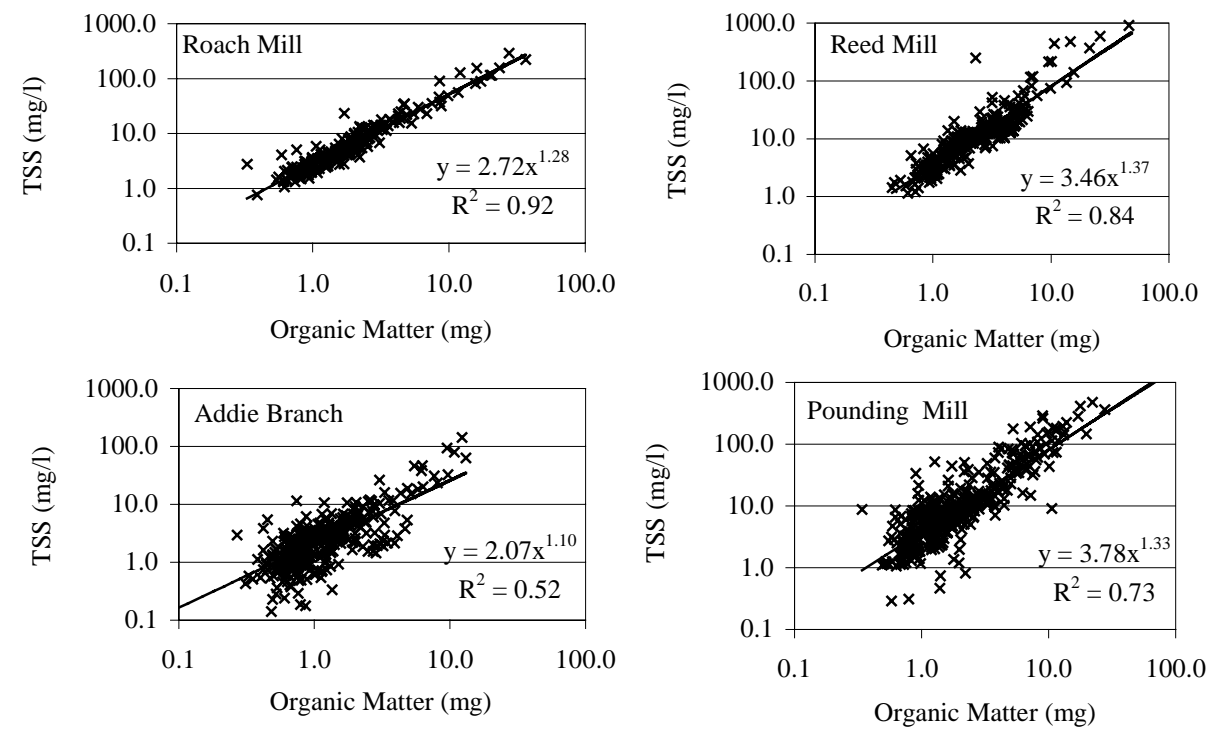 Roach Mill
TSS (mg/l)
1000.0
100.0
10.0
1.0
0.1
y = 2.72x^1.28
R^2 = 0.92
0.1 1.0 10.0 100.0
Organic Matter (mg)
Reed Mill
TSS (mg/l)
1000.0
100.0
10.0
1.0
0.1
y = 3.46x^1.37
R^2 = 0.84
0.1 1.0 10.0 100.0
Organic Matter (mg)
Addie Branch
TSS (mg/l)
1000.0
100.0
10.0
1.0
0.1
y = 2.07x^1.10
R^2 = 0.52
0.1 1.0 10.0 100.0
Organic Matter (mg)
Pounding Mill
TSS (mg/l)
1000.0
100.0
10.0
1.0
0.1
y = 3.78x^1.33
R^2 = 0.73
0.1 1.0 10.0 100.0
Organic Matter (mg)